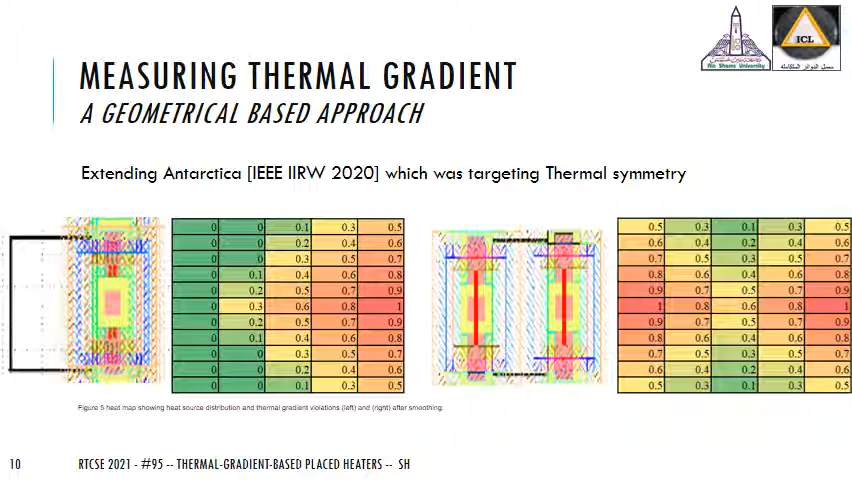 MEASURING THERMAL GRADIENT
A GEOMETRICAL BASED APPROACH
Ain Shams University
ICL
معمل الدوائر المتكاملة
Extending Antarctica [IEEE IIRW 2020] which was targeting Thermal symmetry
0 0 0.1 0.3 0.5
0 0 0.2 0.4 0.6
0 0 0.3 0.5 0.7
0 0.1 0.4 0.6 0.8
0 0.2 0.5 0.7 0.9
0 0.3 0.6 0.8 1
0 0.2 0.5 0.7 0.9
0 0.1 0.4 0.6 0.8
0 0 0.3 0.5 0.7
0 0 0.2 0.4 0.6
0 0 0.1 0.3 0.5
0.5 0.3 0.1 0.3 0.5
0.6 0.4 0.2 0.4 0.6
0.7 0.5 0.3 0.5 0.7
0.8 0.6 0.4 0.6 0.8
0.9 0.7 0.5 0.7 0.9
1 0.8 0.6 0.8 1
0.9 0.7 0.5 0.7 0.9
0.8 0.6 0.4 0.6 0.8
0.7 0.5 0.3 0.5 0.7
0.6 0.4 0.2 0.4 0.6
0.5 0.3 0.1 0.3 0.5
Figure 5 heat map showing heat source distribution and thermal gradient violations (left) and (right) after smoothing.
10
RTCSE 2021 - #95 -- THERMAL-GRADIENT-BASED PLACED HEATERS -- SH